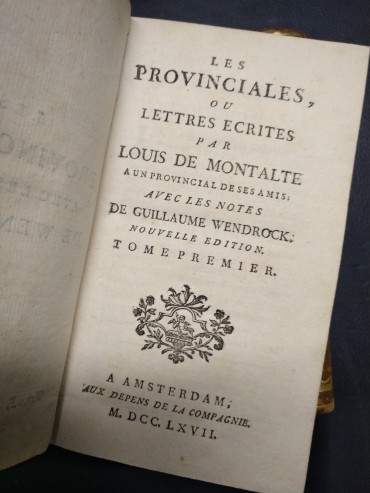 LES
PROVINCIALES,
OU
LETTRES ECRITES
PAR
LOUIS DE MONTALTE
A UN PROVINCIAL DE SES AMIS:
AVEC LES NOTES
DE GUILLAUME WENDROCK:
NOUVELLE EDITION.
TOME PREMIER.
A AMSTERDAM;
AUX DEPENS DE LA COMPAGNIE.
M. DCC. LXVII.